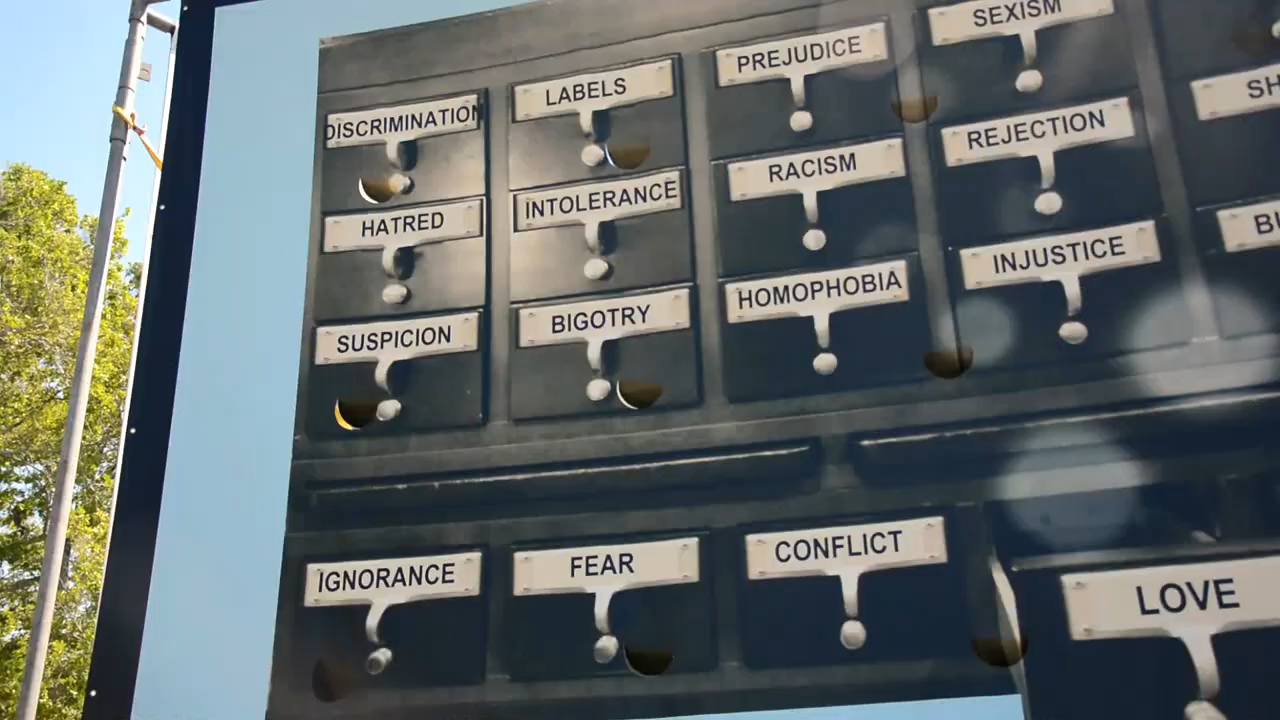 DISCRIMINATION
LABELS
PREJUDICE
SEXISM
HATRED
INTOLERANCE
RACISM
REJECTION
SUSPICION
BIGOTRY
HOMOPHOBIA
INJUSTICE
IGNORANCE
FEAR
CONFLICT
LOVE